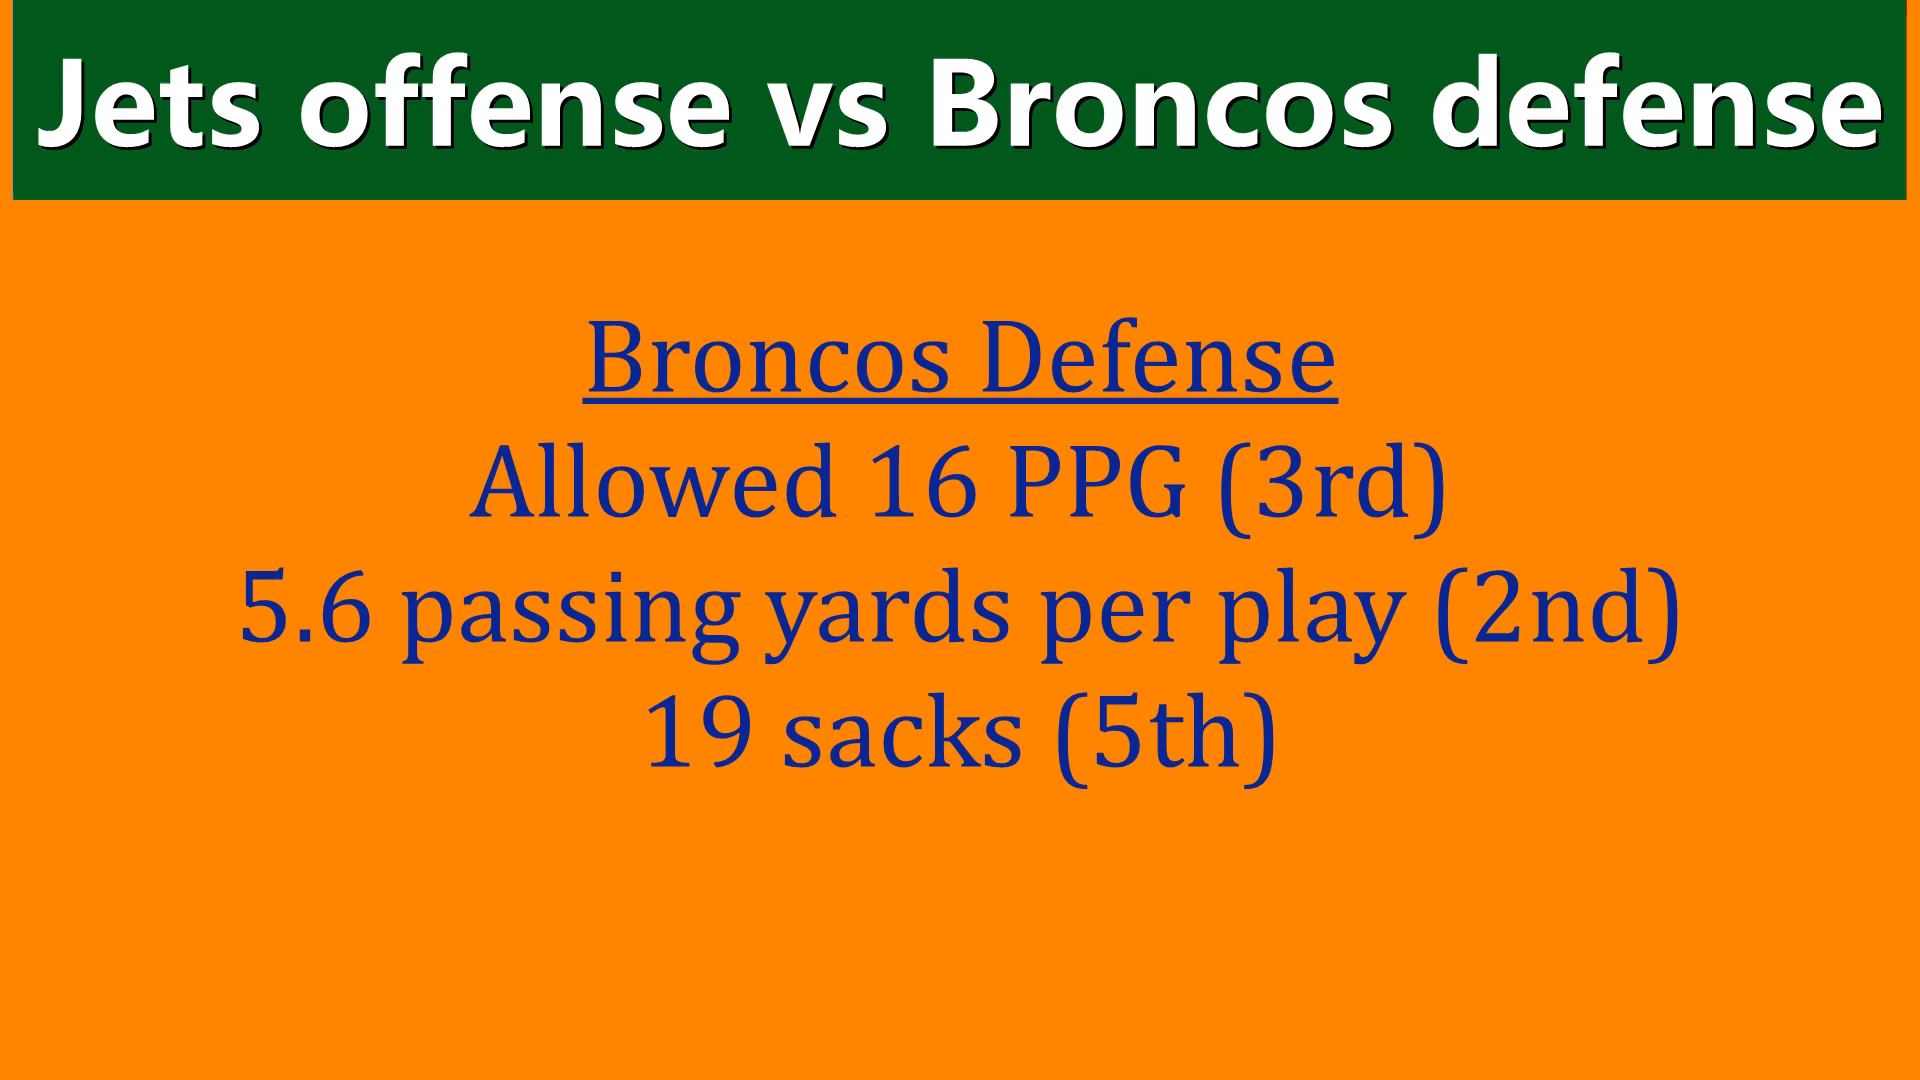 Jets offense vs Broncos defense
Broncos Defense
Allowed 16 PPG (3rd)
5.6 passing yards per play (2nd)
19 sacks (5th)